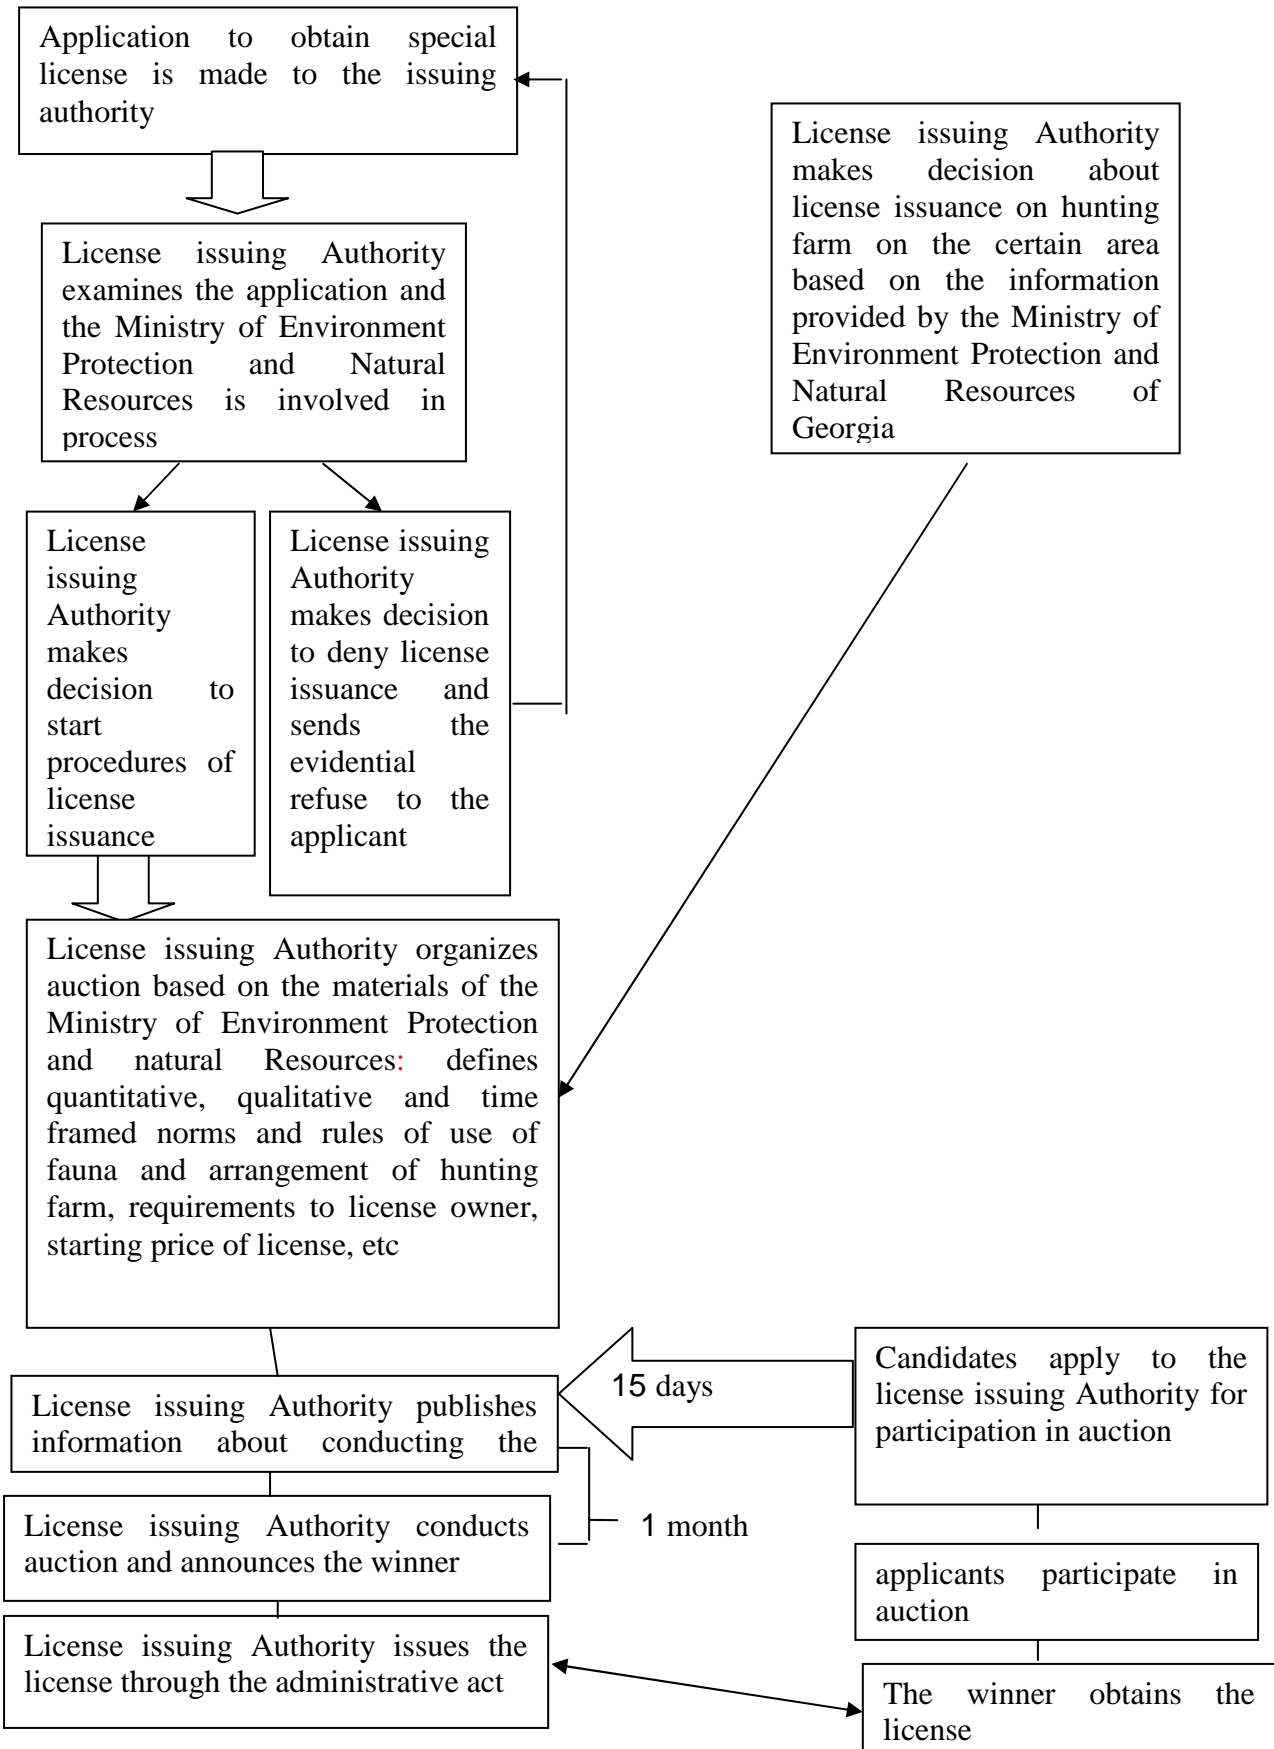 Application to obtain special
license is made to the issuing
authority
License issuing Authority
makes decision about
license issuance on hunting
farm on the certain area
based on the information
provided by the Ministry of
Environment Protection and
Natural Resources of
Georgia
License issuing Authority
examines the application and
the Ministry of Environment
Protection and Natural
Resources is involved in
process
License
issuing
Authority
makes
decision to
start
procedures of
license
issuance
License issuing
Authority
makes decision
to deny license
issuance and
sends the
evidential
refuse to the
applicant
License issuing Authority organizes
auction based on the materials of the
Ministry of Environment Protection
and natural Resources: defines
quantitative, qualitative and time
framed norms and rules of use of
fauna and arrangement of hunting
farm, requirements to license owner,
starting price of license, etc
15 days
Candidates apply to the
license issuing Authority for
participation in auction
License issuing Authority publishes
information about conducting the
1 month
License issuing Authority conducts
auction and announces the winner
applicants participate in
auction
License issuing Authority issues the
license through the administrative act
The winner obtains the
license